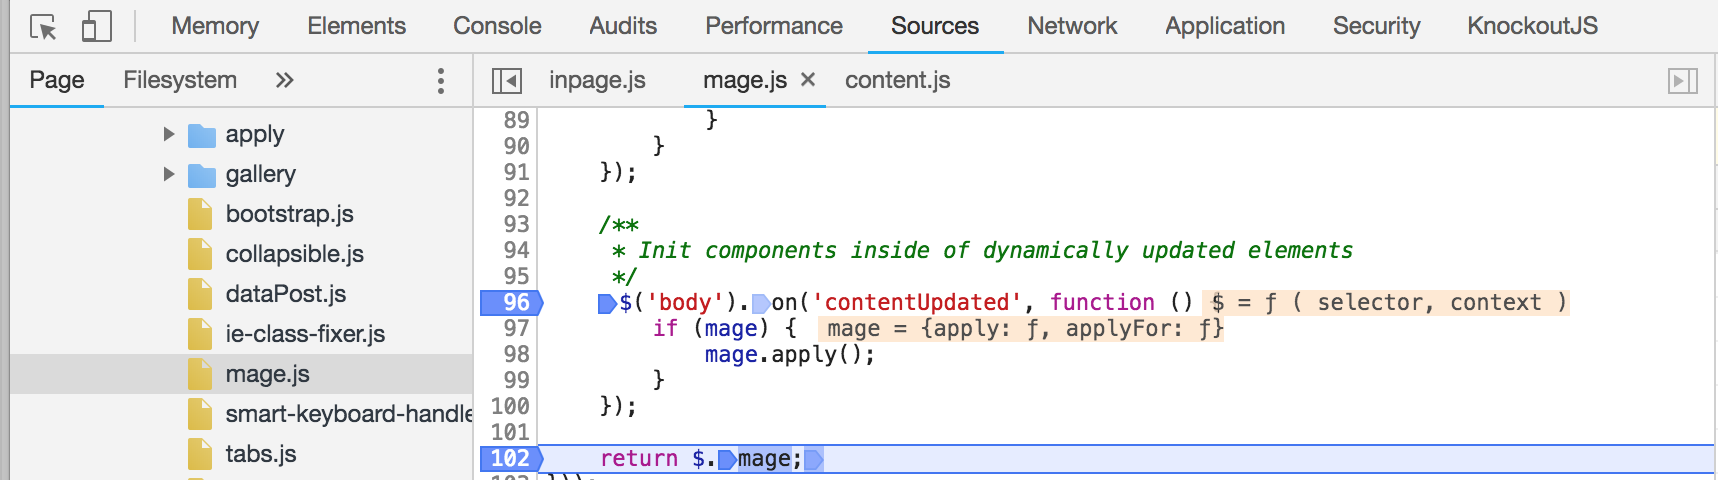 Memory Elements Console Audits Performance Sources Network Application Security KnockoutJS
Page Filesystem » inpage.js mage.js × content.js
apply
gallery
bootstrap.js
collapsible.js
dataPost.js
ie-class-fixer.js
mage.js
smart-keyboard-handle
tabs.js
89 }
90 }
91 });
92
93 /**
94 * Init components inside of dynamically updated elements
95 */
96 $('body').on('contentUpdated', function () $ = ƒ ( selector, context )
97 if (mage) { mage = {apply: ƒ, applyFor: ƒ}
98 mage.apply();
99 }
100 });
101
102 return $.mage;
103 }));